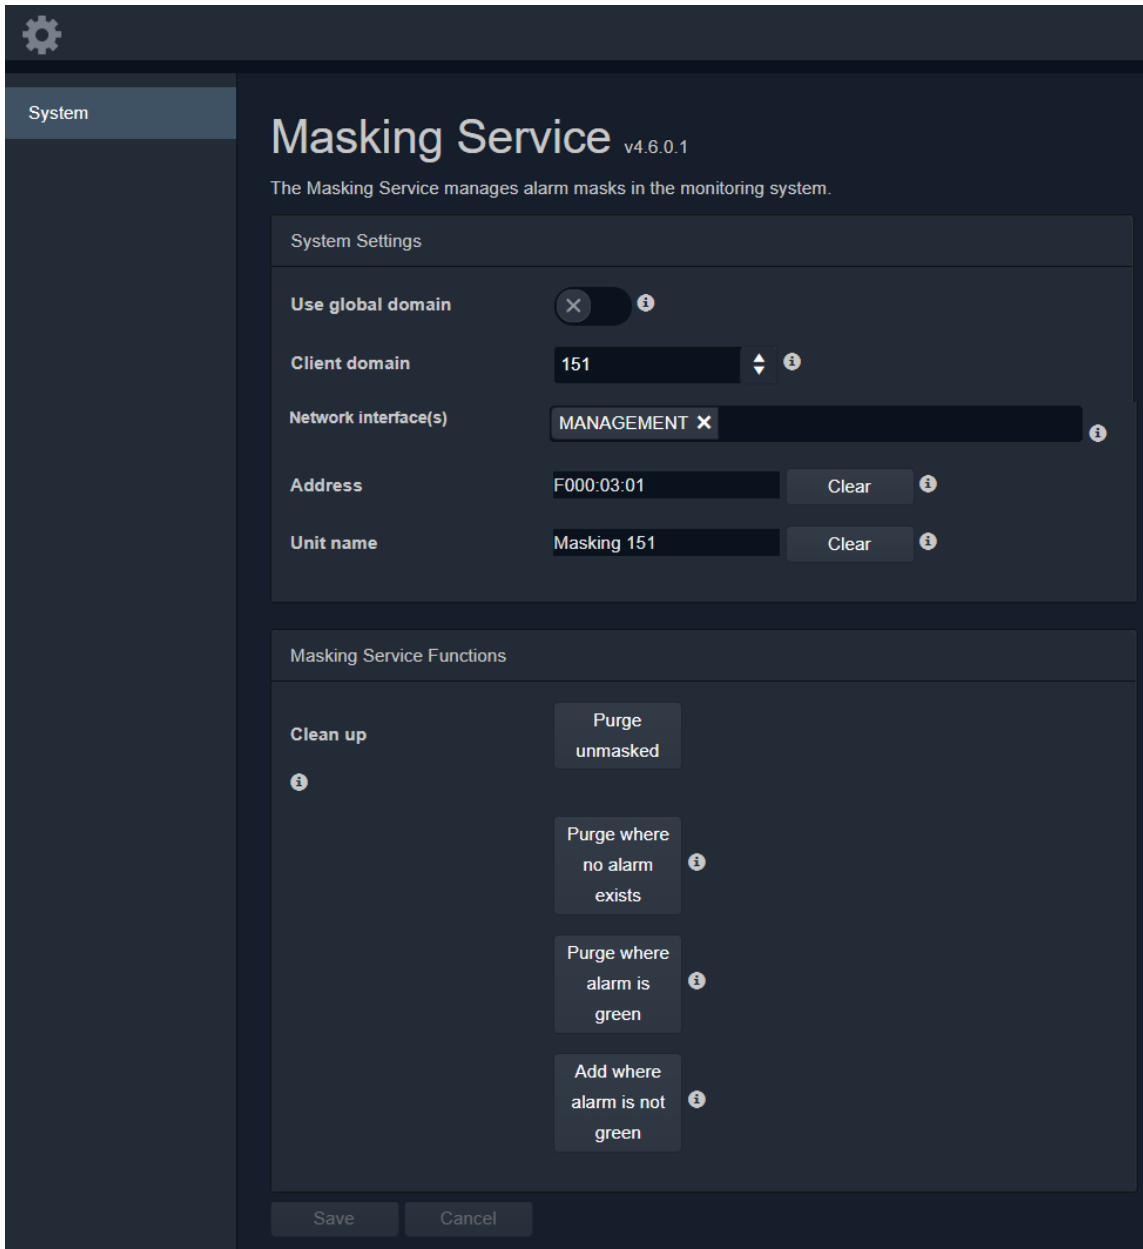 System
Masking Service v4.6.0.1
The Masking Service manages alarm masks in the monitoring system.
System Settings
Use global domain
Client domain
151
Network interface(s)
MANAGEMENT
Address
F000:03:01
Clear
Unit name
Masking 151
Clear
Masking Service Functions
Clean up
Purge
unmasked
Purge where
no alarm
exists
Purge where
alarm is
green
Add where
alarm is not
green
Save
Cancel